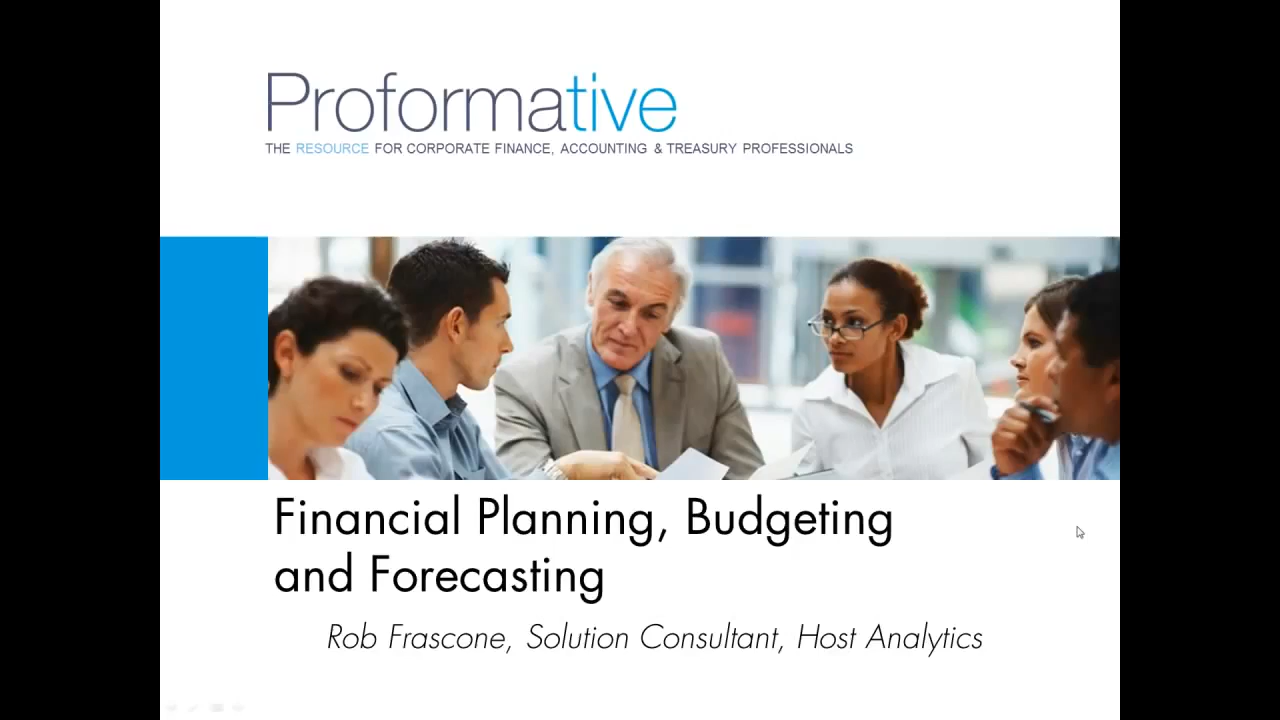 Proformative
THE RESOURCE FOR CORPORATE FINANCE, ACCOUNTING & TREASURY PROFESSIONALS
Financial Planning, Budgeting
and Forecasting
Rob Frascone, Solution Consultant, Host Analytics